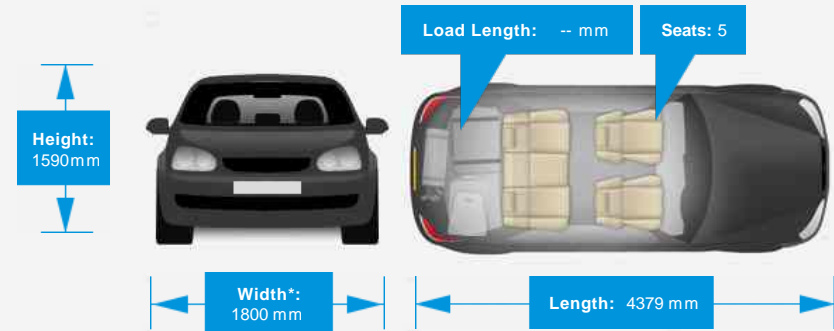 Load Length: -- mm
Seats: 5
Height:
1590mm
Width*:
1800 mm
Length: 4379 mm